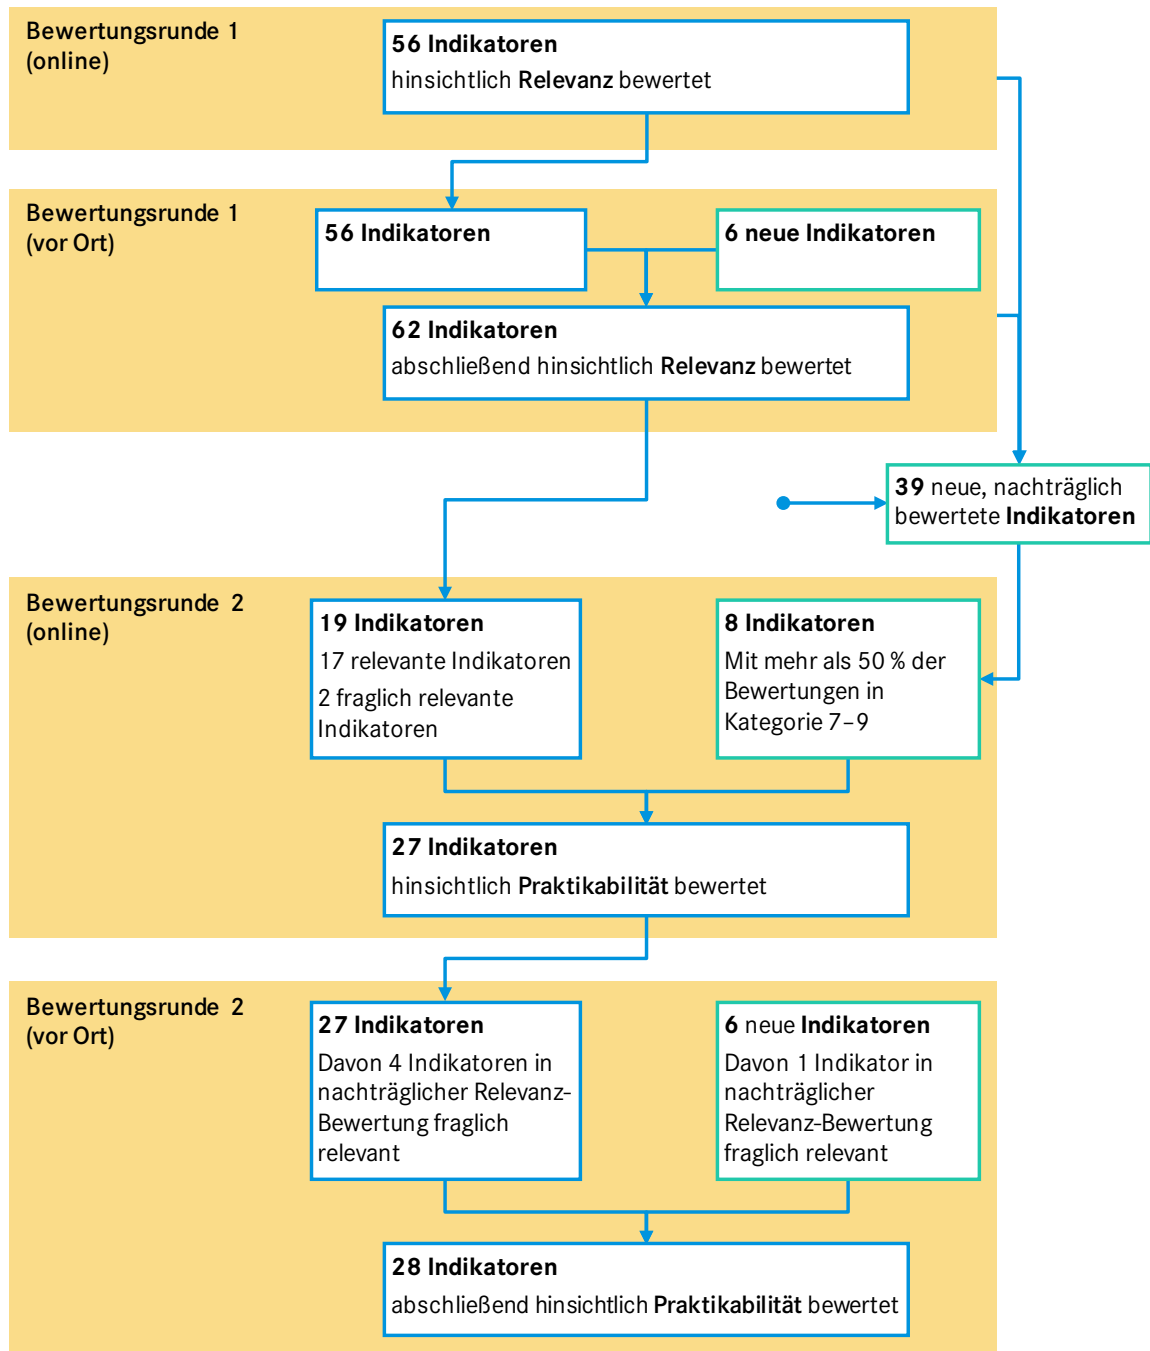 Bewertungsrunde 1
(online)
56 Indikatoren
hinsichtlich Relevanz bewertet
Bewertungsrunde 1
(vor Ort)
56 Indikatoren
6 neue Indikatoren
62 Indikatoren
abschließend hinsichtlich Relevanz bewertet
39 neue, nachträglich
bewertete Indikatoren
Bewertungsrunde 2
(online)
19 Indikatoren
17 relevante Indikatoren
2 fraglich relevante
Indikatoren
8 Indikatoren
Mit mehr als 50 % der
Bewertungen in
Kategorie 7–9
27 Indikatoren
hinsichtlich Praktikabilität bewertet
Bewertungsrunde 2
(vor Ort)
27 Indikatoren
Davon 4 Indikatoren in
nachträglicher Relevanz-
Bewertung fraglich
relevant
6 neue Indikatoren
Davon 1 Indikator in
nachträglicher
Relevanz-Bewertung
fraglich relevant
28 Indikatoren
abschließend hinsichtlich Praktikabilität bewertet